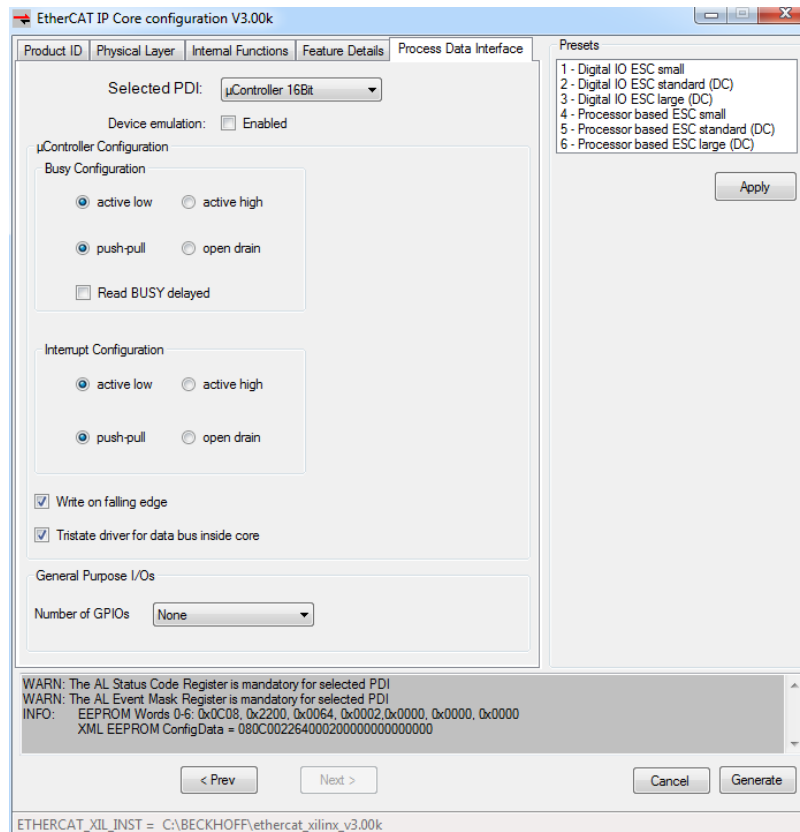 EtherCAT IP Core configuration V3.00k
Product ID
Physical Layer
Internal Functions
Feature Details
Process Data Interface
Selected PDI: µController 16Bit
Device emulation: Enabled
µController Configuration
Busy Configuration
active low active high
push-pull open drain
Read BUSY delayed
Interrupt Configuration
active low active high
push-pull open drain
Write on falling edge
Tristate driver for data bus inside core
General Purpose I/Os
Number of GPIOs None
Presets
1 - Digital IO ESC small
2 - Digital IO ESC standard (DC)
3 - Digital IO ESC large (DC)
4 - Processor based ESC small
5 - Processor based ESC standard (DC)
6 - Processor based ESC large (DC)
Apply
WARN: The AL Status Code Register is mandatory for selected PDI
WARN: The AL Event Mask Register is mandatory for selected PDI
INFO: EEPROM Words 0-6: 0x0C08, 0x2200, 0x0064, 0x0002,0x0000, 0x0000, 0x0000
XML EEPROM ConfigData = 080C0022640002000000000000000
< Prev Next > Cancel Generate
ETHERCAT_XIL_INST = C:\BECKHOFF\ethercat_xilinx_v3.00k